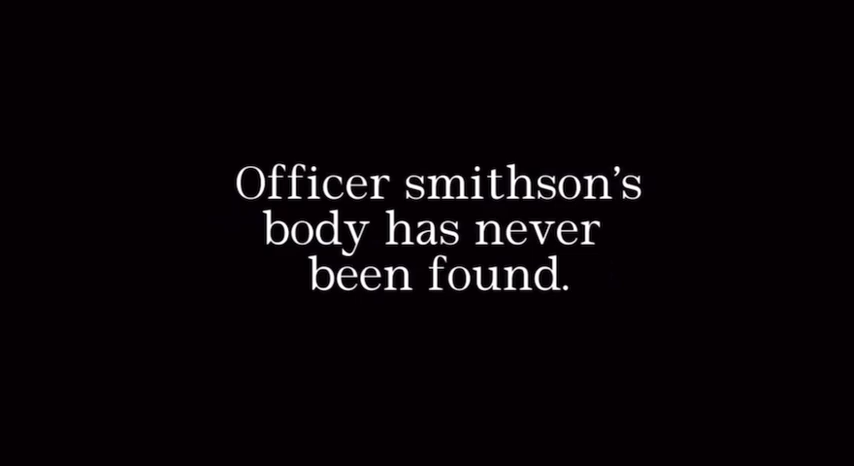 Officer smithson’s
body has never
been found.